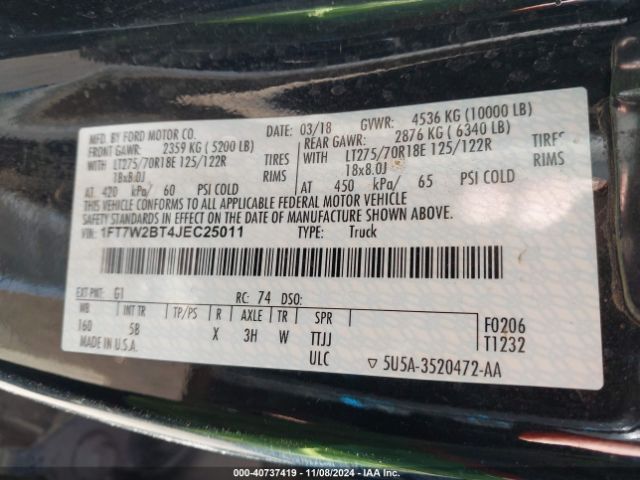 MFD. BY FORD MOTOR CO. DATE: 03/18 GVWR: 4536 KG (10000 LB)
FRONT GAWR: 2359 KG (5200 LB) REAR GAWR: 2876 KG (6340 LB)
WITH LT275/70R18E 125/122R TIRES WITH LT275/70R18E 125/122R TIRES
18x8.0J RIMS 18x8.0J RIMS
AT 420 kPa/ 60 PSI COLD AT 450 kPa/ 65 PSI COLD
THIS VEHICLE CONFORMS TO ALL APPLICABLE FEDERAL MOTOR VEHICLE
SAFETY STANDARDS IN EFFECT ON THE DATE OF MANUFACTURE SHOWN ABOVE.
VIN: 1FT7W2BT4JEC25011 TYPE: Truck
EXT PNT: G1 RC: 74 DSO:
WB INT TR TP/PS R AXLE TR SPR
160 5B X 3H W TTJJ
F0206
T1232
MADE IN U.S.A. ULC
5U5A-3520472-AA
000-40737419 - 11/08/2024 - IAA Inc.